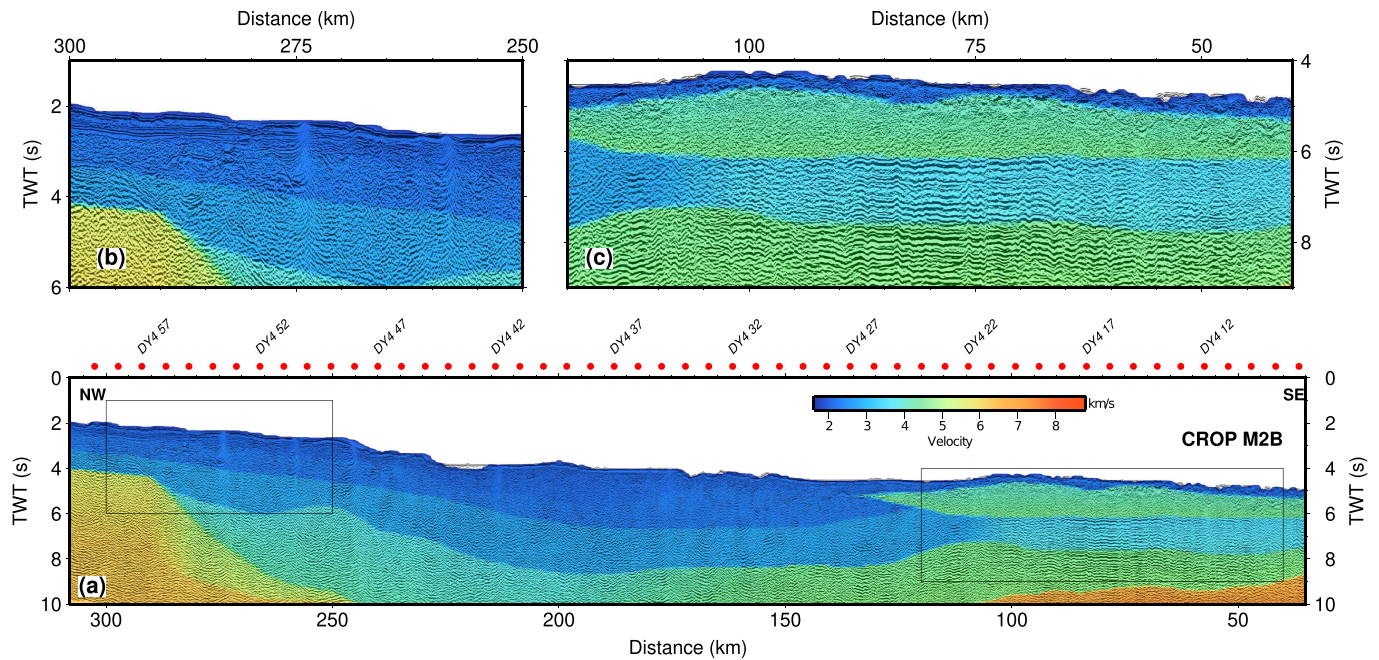 Distance (km)
Distance (km)
300 275 250
100 75 50
TWT (s)
2
4
6
(b)
(c)
4
6
8
TWT (s)
DY4 57 DY4 52 DY4 47 DY4 42 DY4 37 DY4 32 DY4 27 DY4 22 DY4 17 DY4 12
0
2
4
6
8
10
TWT (s)
NW
SE
2 3 4 5 6 7 8
km/s
Velocity
CROP M2B
(a)
0
2
4
6
8
10
TWT (s)
300 250 200 150 100 50
Distance (km)